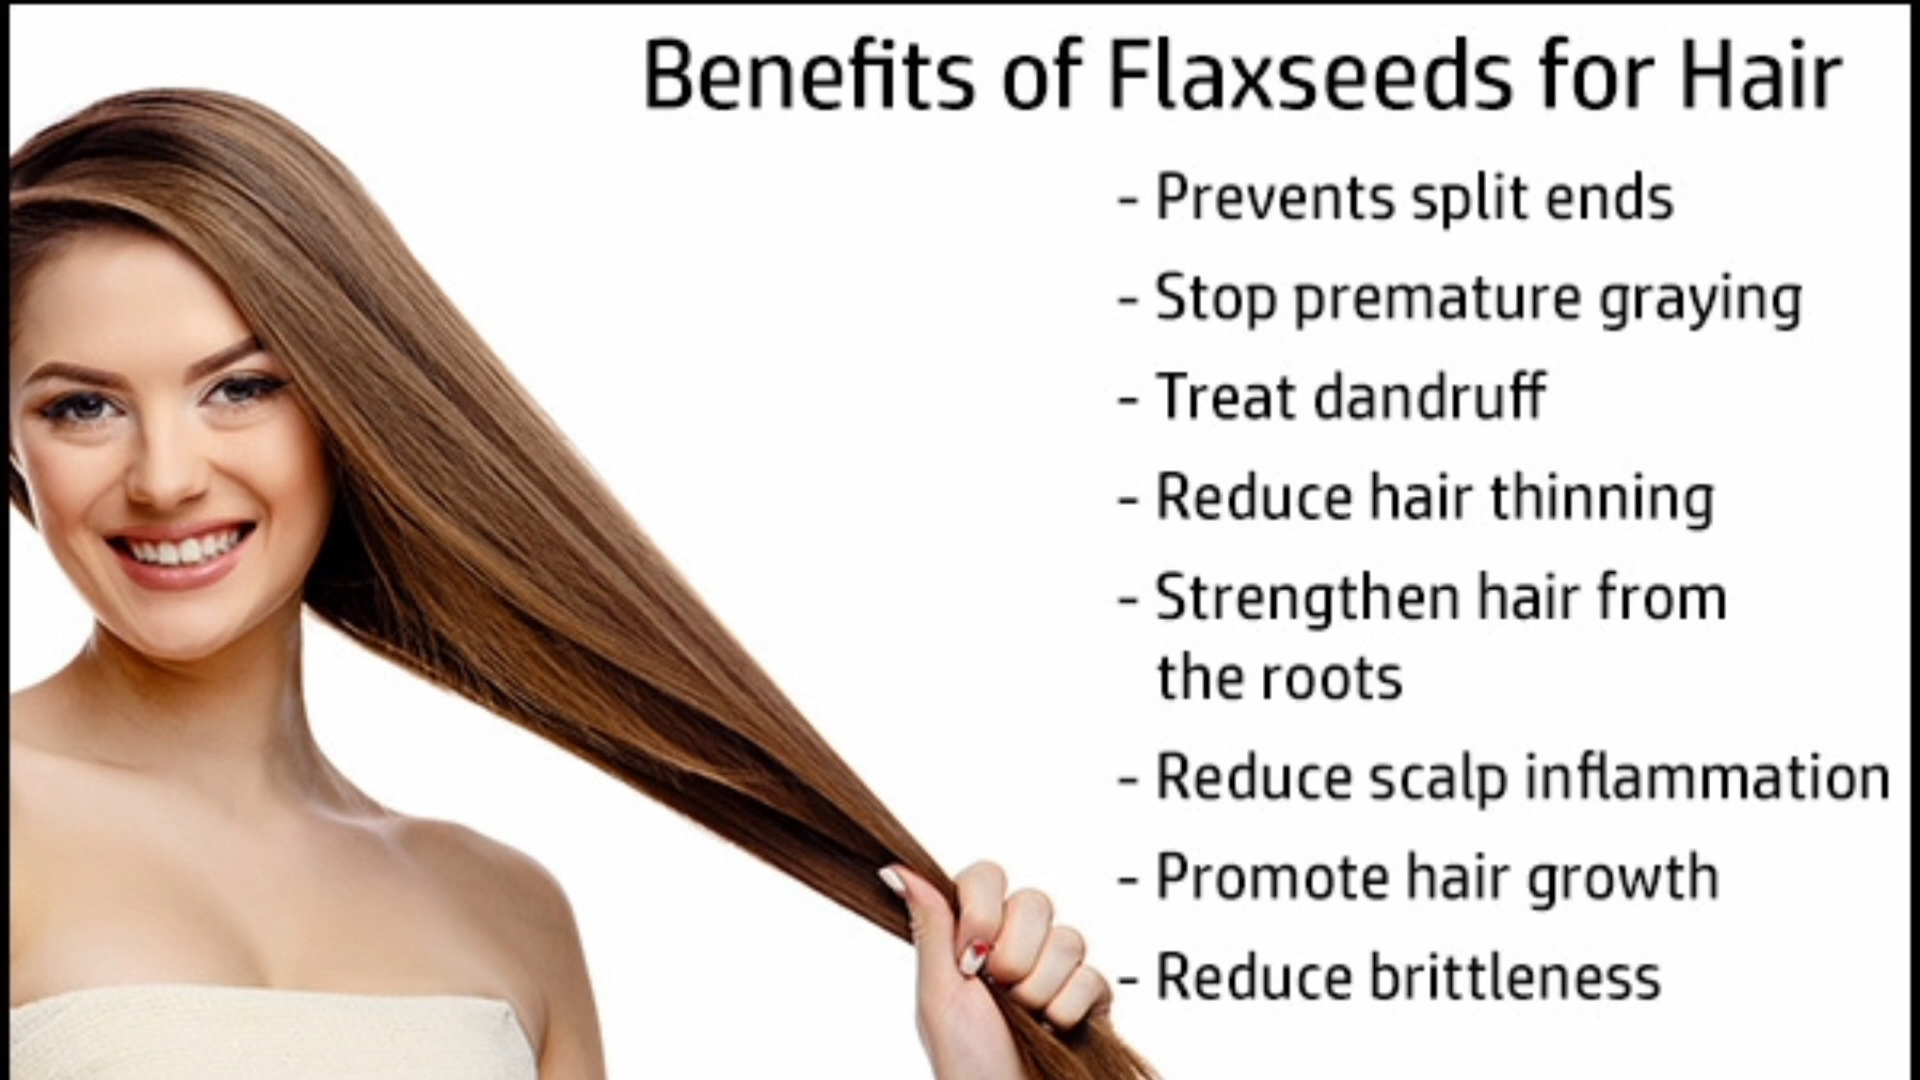 Benefits of Flaxseeds for Hair
- Prevents split ends
- Stop premature graying
- Treat dandruff
- Reduce hair thinning
- Strengthen hair from
the roots
- Reduce scalp inflammation
- Promote hair growth
- Reduce brittleness